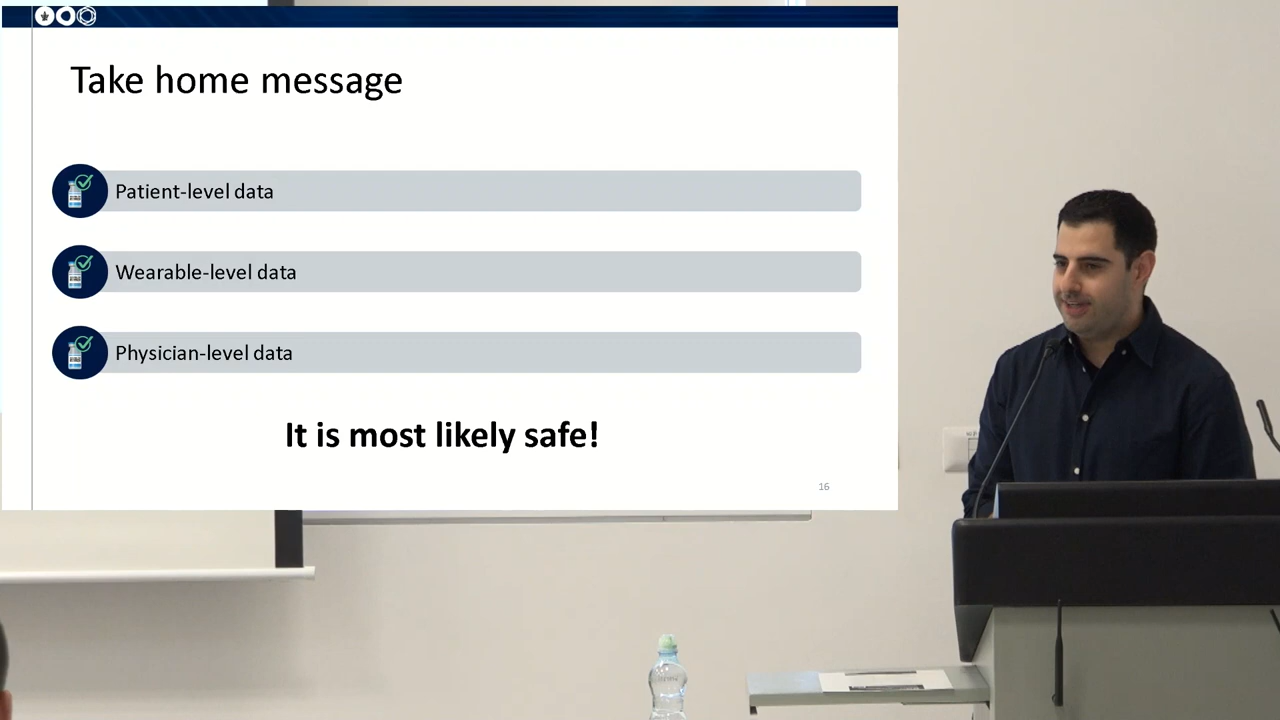 Take home message
Patient-level data
Wearable-level data
Physician-level data
It is most likely safe!
16